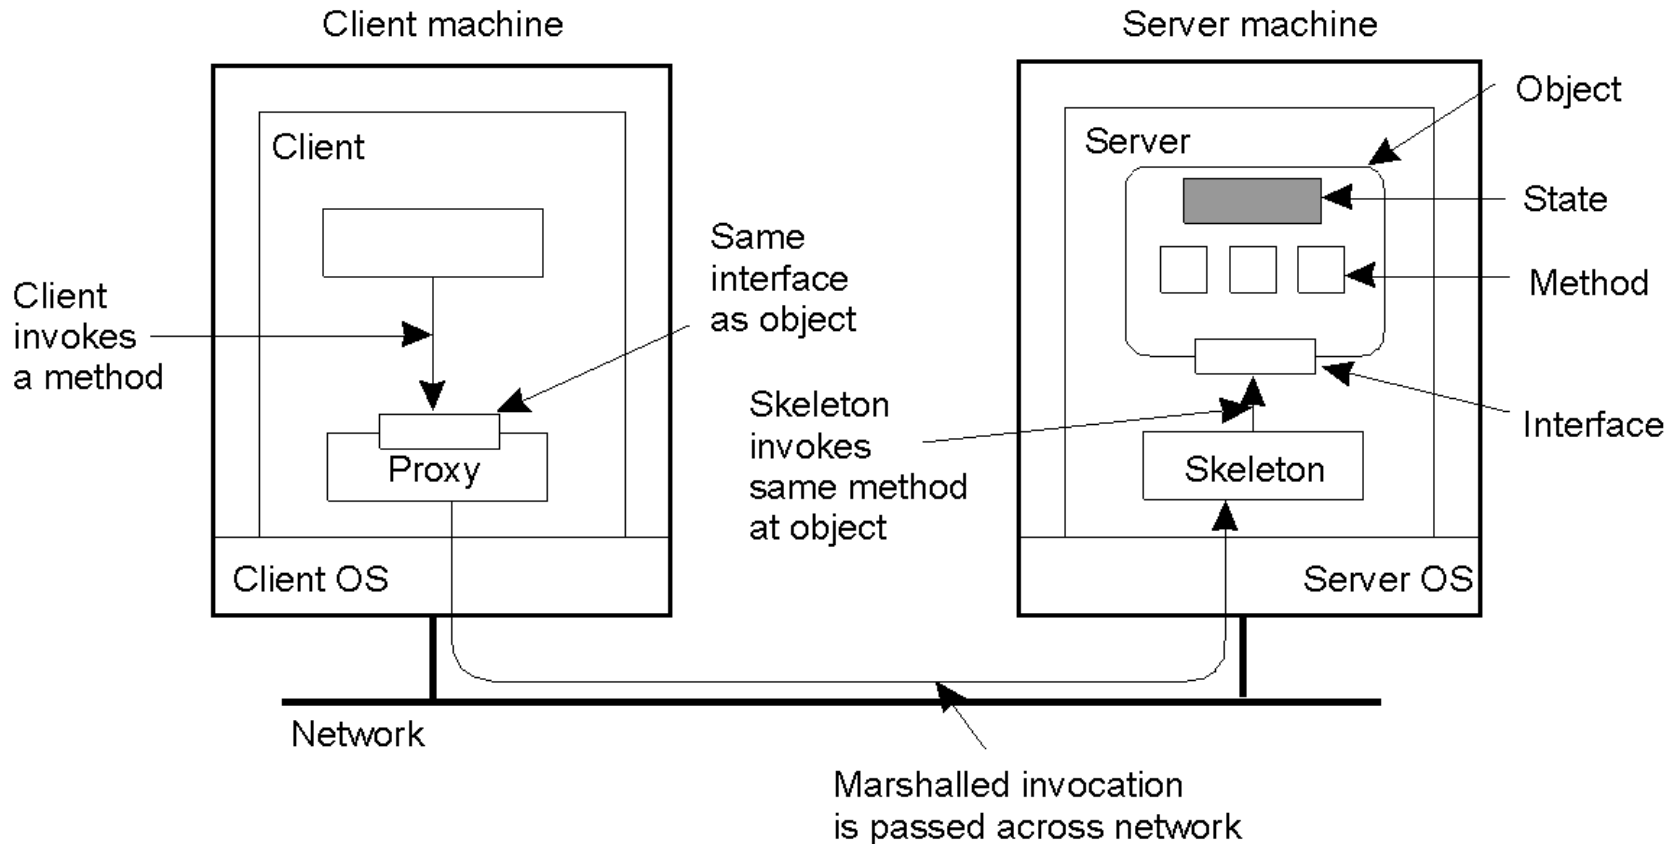 Client machine
Server machine
Client
Server
Object
State
Method
Interface
Client
invokes
a method
Same
interface
as object
Proxy
Skeleton
invokes
same method
at object
Skeleton
Client OS
Server OS
Network
Marshalled invocation
is passed across network